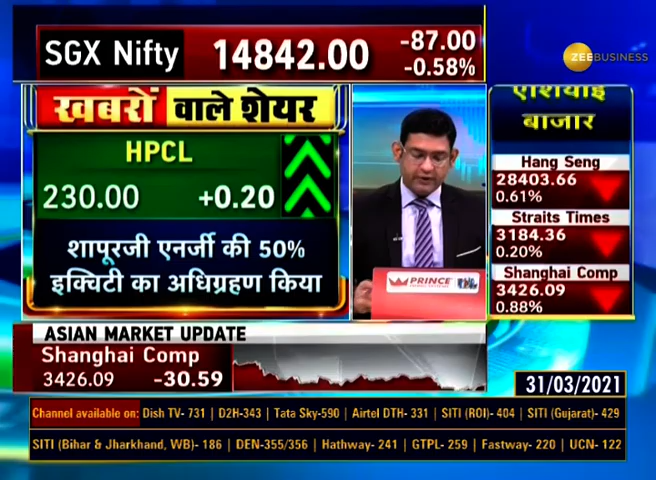 SGX Nifty 14842.00 -87.00
-0.58%
ZEE BUSINESS
खबरों वाले शेयर
HPCL
230.00 +0.20
शापूरजी एनर्जी की 50%
इक्विटी का अधिग्रहण किया
PRINCE
एशियाई
बाजार
Hang Seng
28403.66
0.61%
Straits Times
3184.36
0.20%
Shanghai Comp
3426.09
0.88%
ASIAN MARKET UPDATE
Shanghai Comp
3426.09 -30.59
31/03/2021
Channel available on: Dish TV- 731 | D2H-343 | Tata Sky-590 | Airtel DTH- 331 | SITI (ROI)- 404 | SITI (Gujarat)- 429
SITI (Bihar & Jharkhand, WB)- 186 | DEN-355/356 | Hathway- 241 | GTPL- 259 | Fastway- 220 | UCN- 122